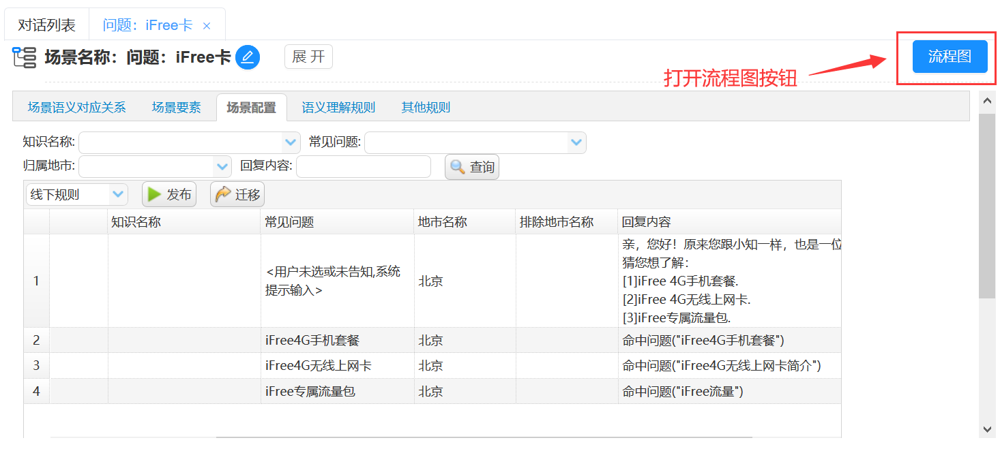 对话列表 问题：iFree卡 ×
场景名称：问题：iFree卡 展 开 流程图
打开流程图按钮
场景语义对应关系 场景要素 场景配置 语义理解规则 其他规则
知识名称: 常见问题:
归属地市: 回复内容: 查询
线下规则 发布 迁移
知识名称 常见问题 地市名称 排除地市名称 回复内容
1 <用户未选或未告知,系统提示输入> 北京 亲，您好！原来您跟小知一样，也是一位
猜您想了解：
[1]iFree 4G手机套餐.
[2]iFree 4G无线上网卡.
[3]iFree专属流量包.
2 iFree4G手机套餐 北京 命中问题("iFree4G手机套餐")
3 iFree4G无线上网卡 北京 命中问题("iFree4G无线上网卡简介")
4 iFree专属流量包 北京 命中问题("iFree流量")